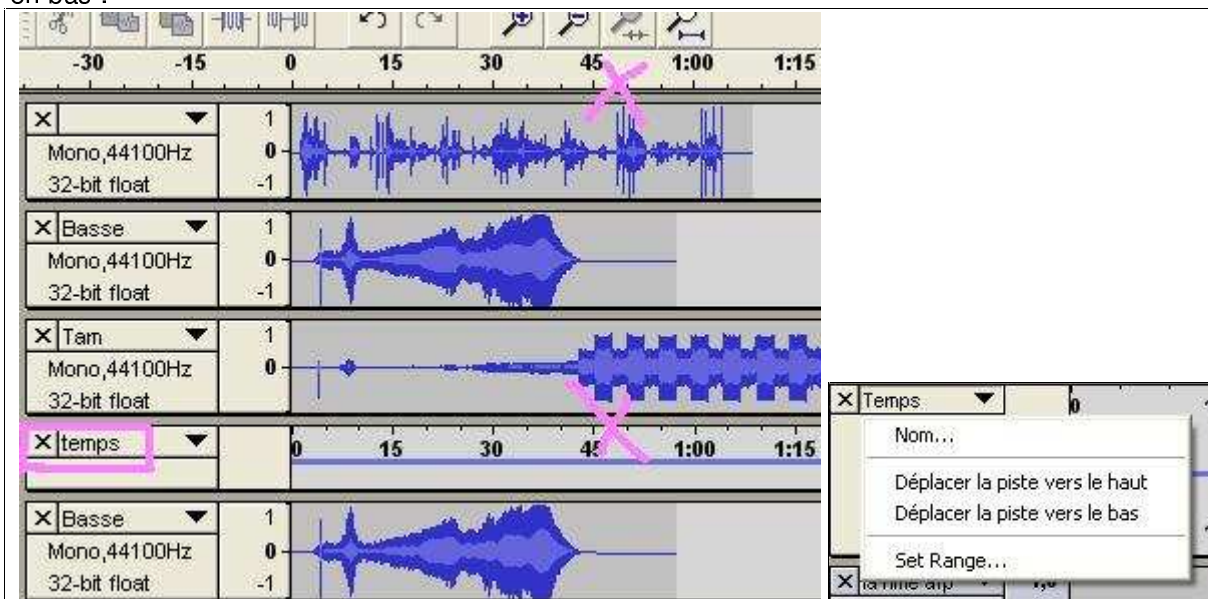 en bas :
-30 -15 0 15 30 45 1:00 1:15
1
Mono,44100Hz 0
32-bit float -1
Basse 1
Mono,44100Hz 0
32-bit float -1
Tam 1
Mono,44100Hz 0
32-bit float
temps 0 15 30 45 1:00 1:15
Basse 1
Mono,44100Hz 0
32-bit float -1
Temps 0
Nom...
Déplacer la piste vers le haut
Déplacer la piste vers le bas
Set Range...